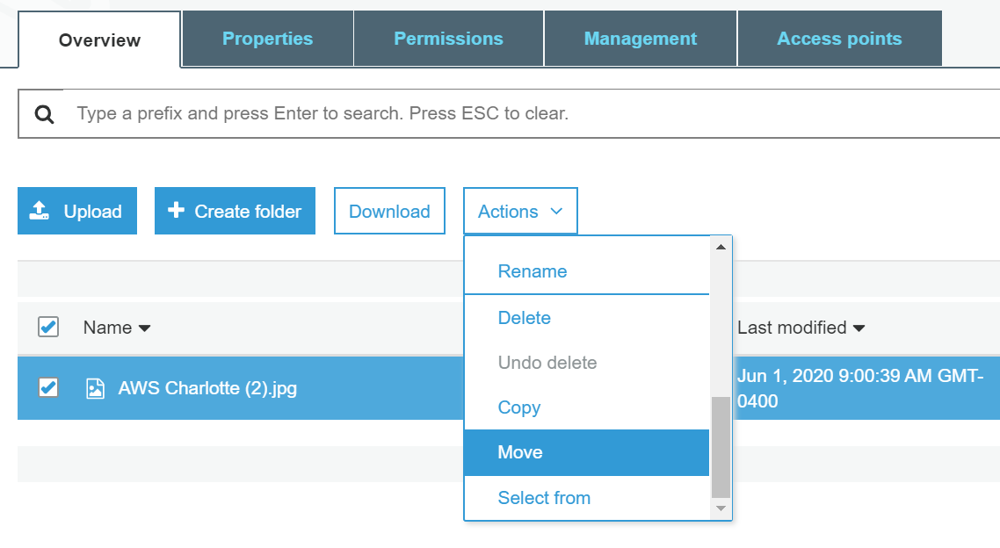 Overview Properties Permissions Management Access points
Type a prefix and press Enter to search. Press ESC to clear.
Upload Create folder Download Actions
Rename
Delete
Undo delete
Copy
Move
Select from
Name Last modified
AWS Charlotte (2).jpg Jun 1, 2020 9:00:39 AM GMT-
0400